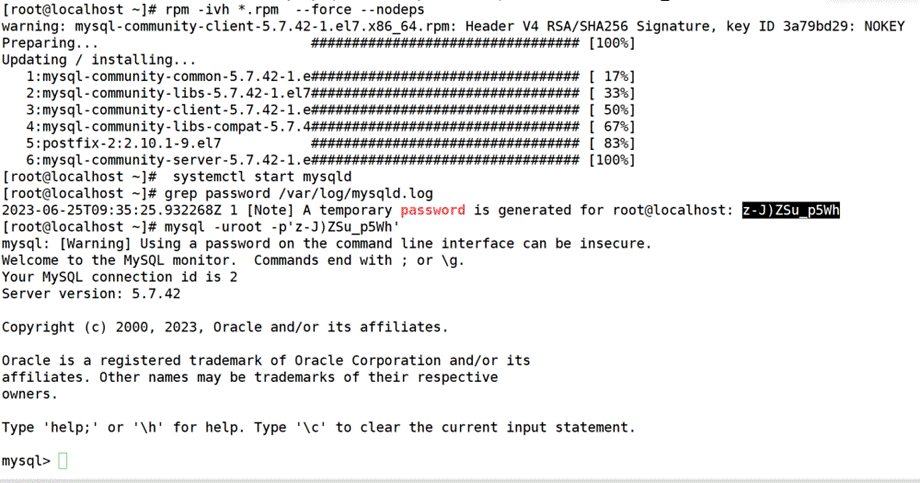 [root@localhost ~]# rpm -ivh *.rpm  --force --nodeps
warning: mysql-community-client-5.7.42-1.el7.x86_64.rpm: Header V4 RSA/SHA256 Signature, key ID 3a79bd29: NOKEY
Preparing...                          ################################# [100%]
Updating / installing...
   1:mysql-community-common-5.7.42-1.e################################# [ 17%]
   2:mysql-community-libs-5.7.42-1.el7################################# [ 33%]
   3:mysql-community-client-5.7.42-1.e################################# [ 50%]
   4:mysql-community-libs-compat-5.7.4################################# [ 67%]
   5:postfix-2:2.10.1-9.el7           ################################# [ 83%]
   6:mysql-community-server-5.7.42-1.e################################# [100%]
[root@localhost ~]#  systemctl start mysqld
[root@localhost ~]# grep password /var/log/mysqld.log
2023-06-25T09:35:25.932268Z 1 [Note] A temporary password is generated for root@localhost: z-J)ZSu_p5Wh
[root@localhost ~]# mysql -uroot -p'z-J)ZSu_p5Wh'
mysql: [Warning] Using a password on the command line interface can be insecure.
Welcome to the MySQL monitor.  Commands end with ; or \g.
Your MySQL connection id is 2
Server version: 5.7.42

Copyright (c) 2000, 2023, Oracle and/or its affiliates.

Oracle is a registered trademark of Oracle Corporation and/or its
affiliates. Other names may be trademarks of their respective
owners.

Type 'help;' or '\h' for help. Type '\c' to clear the current input statement.

mysql>